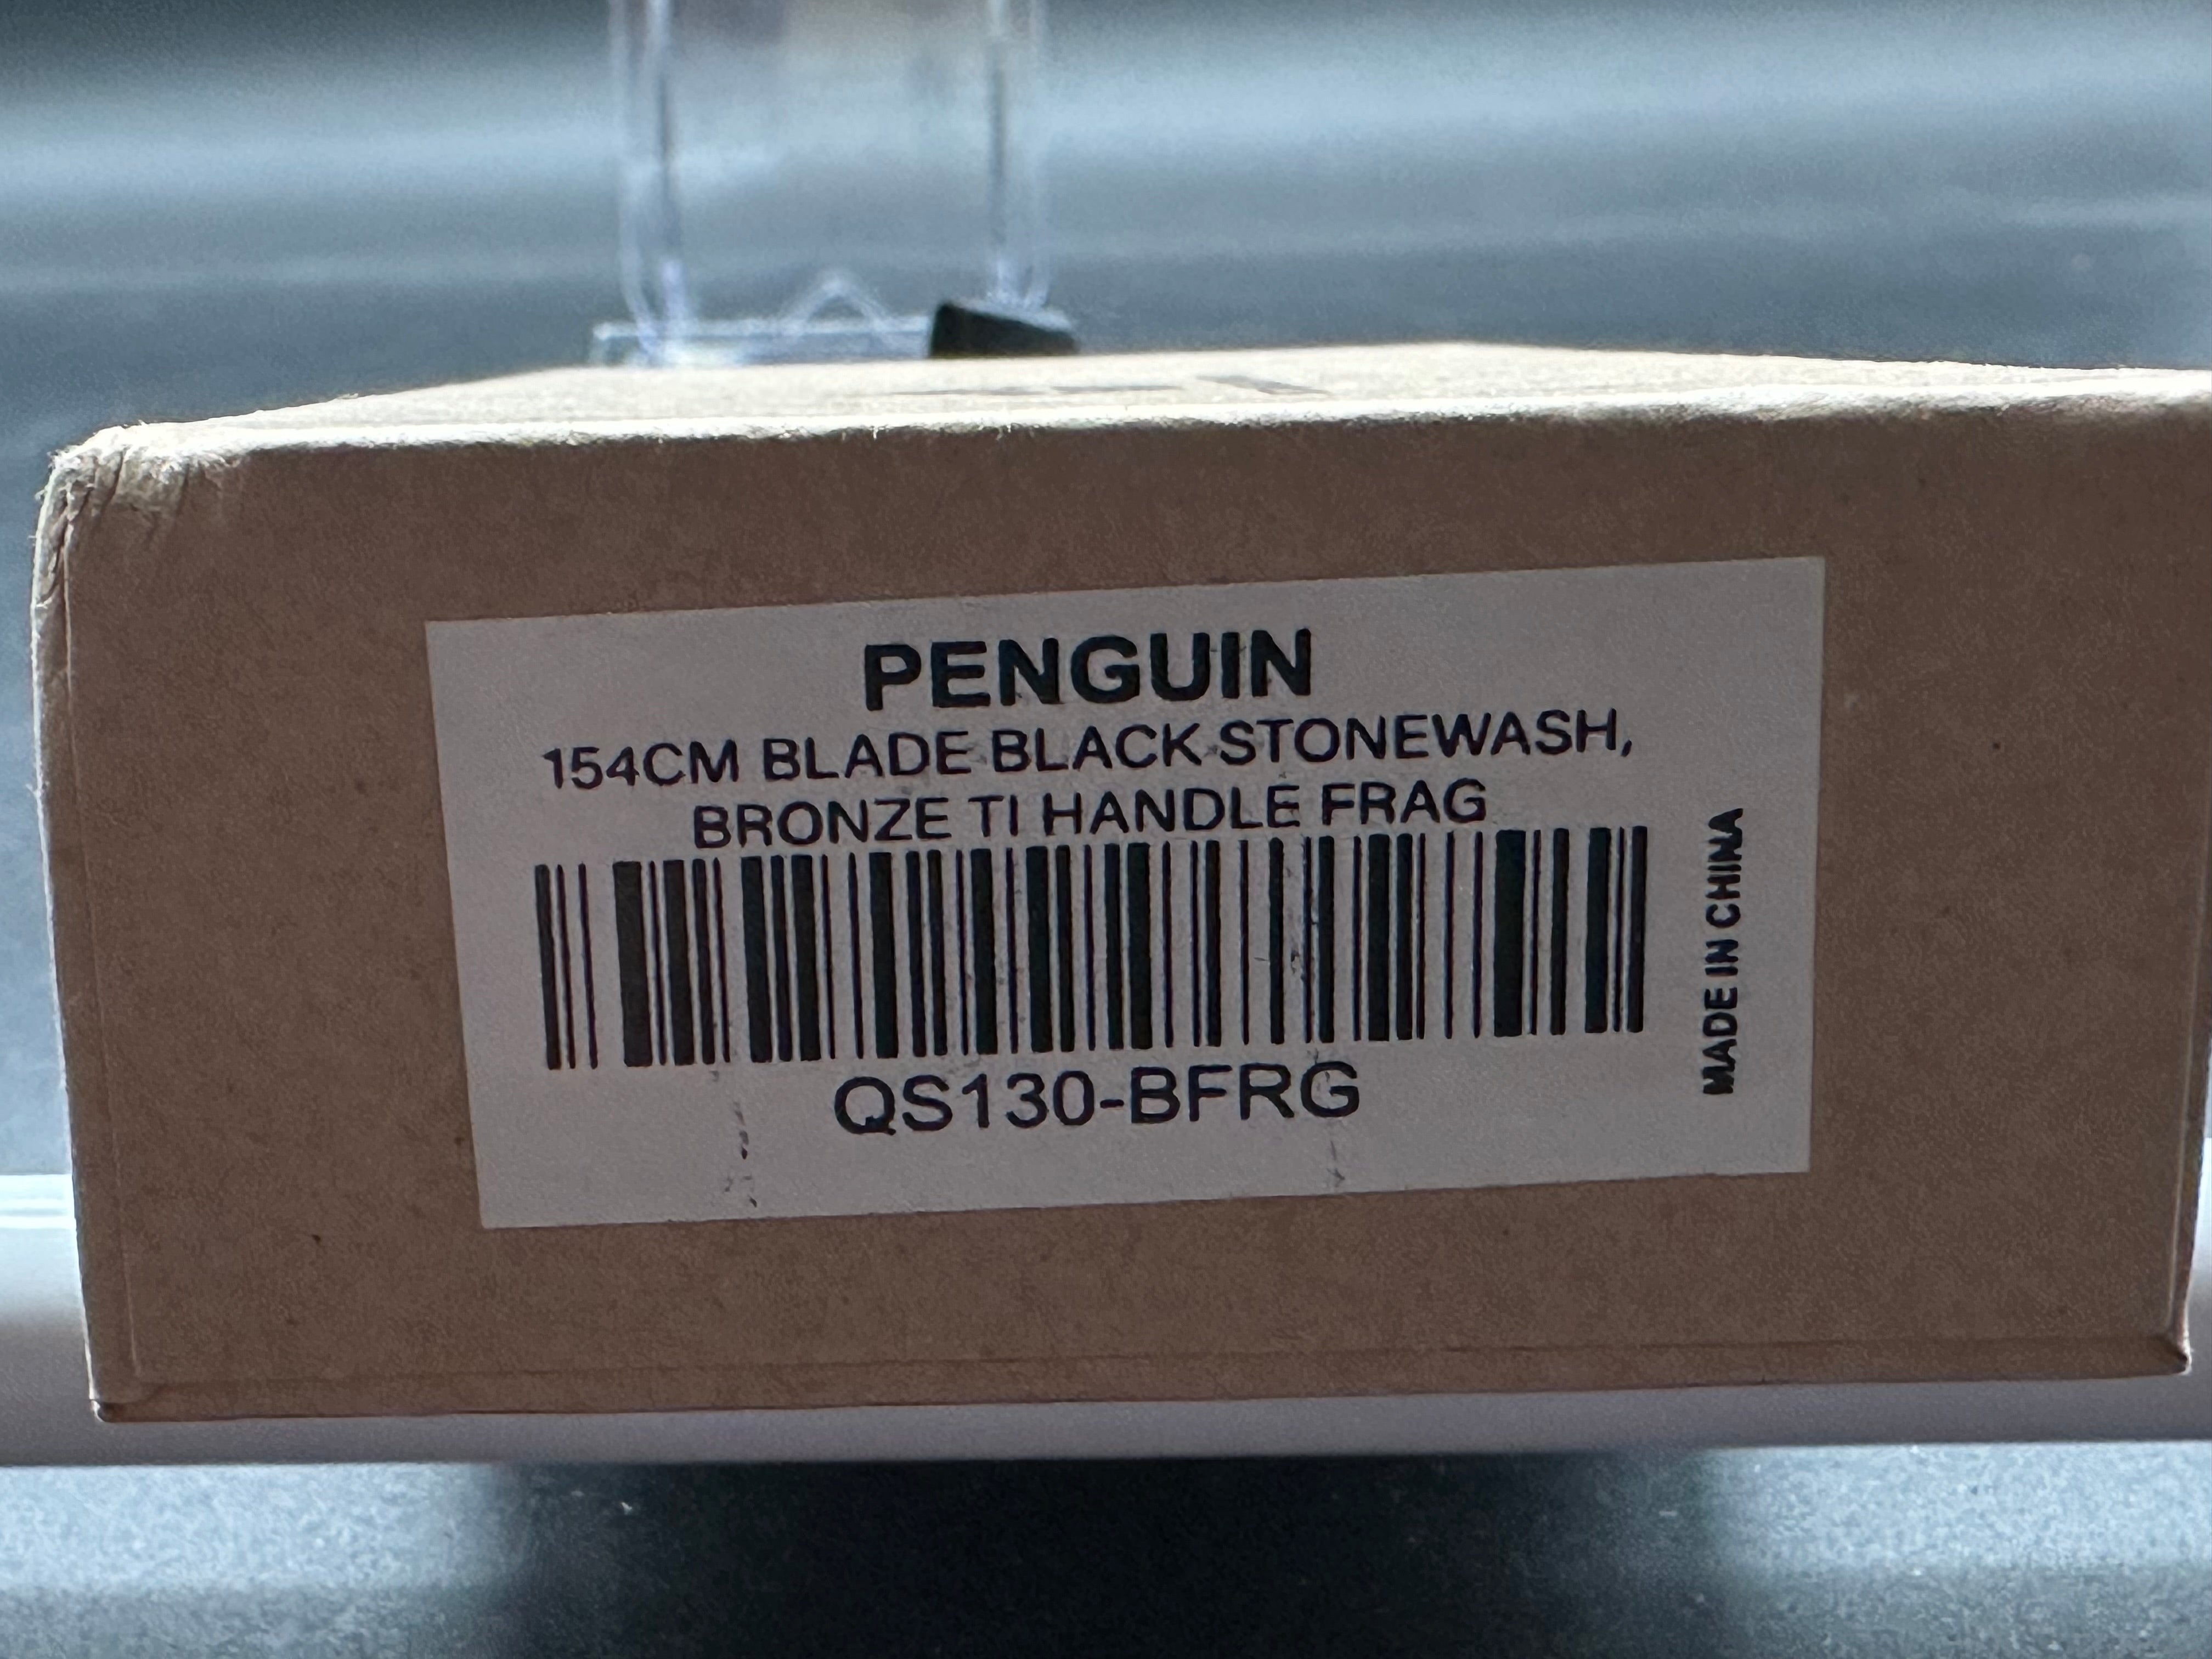 PENGUIN
154CM BLADE BLACK STONEWASH,
BRONZE TI HANDLE FRAG
QS130-BFRG
MADE IN CHINA